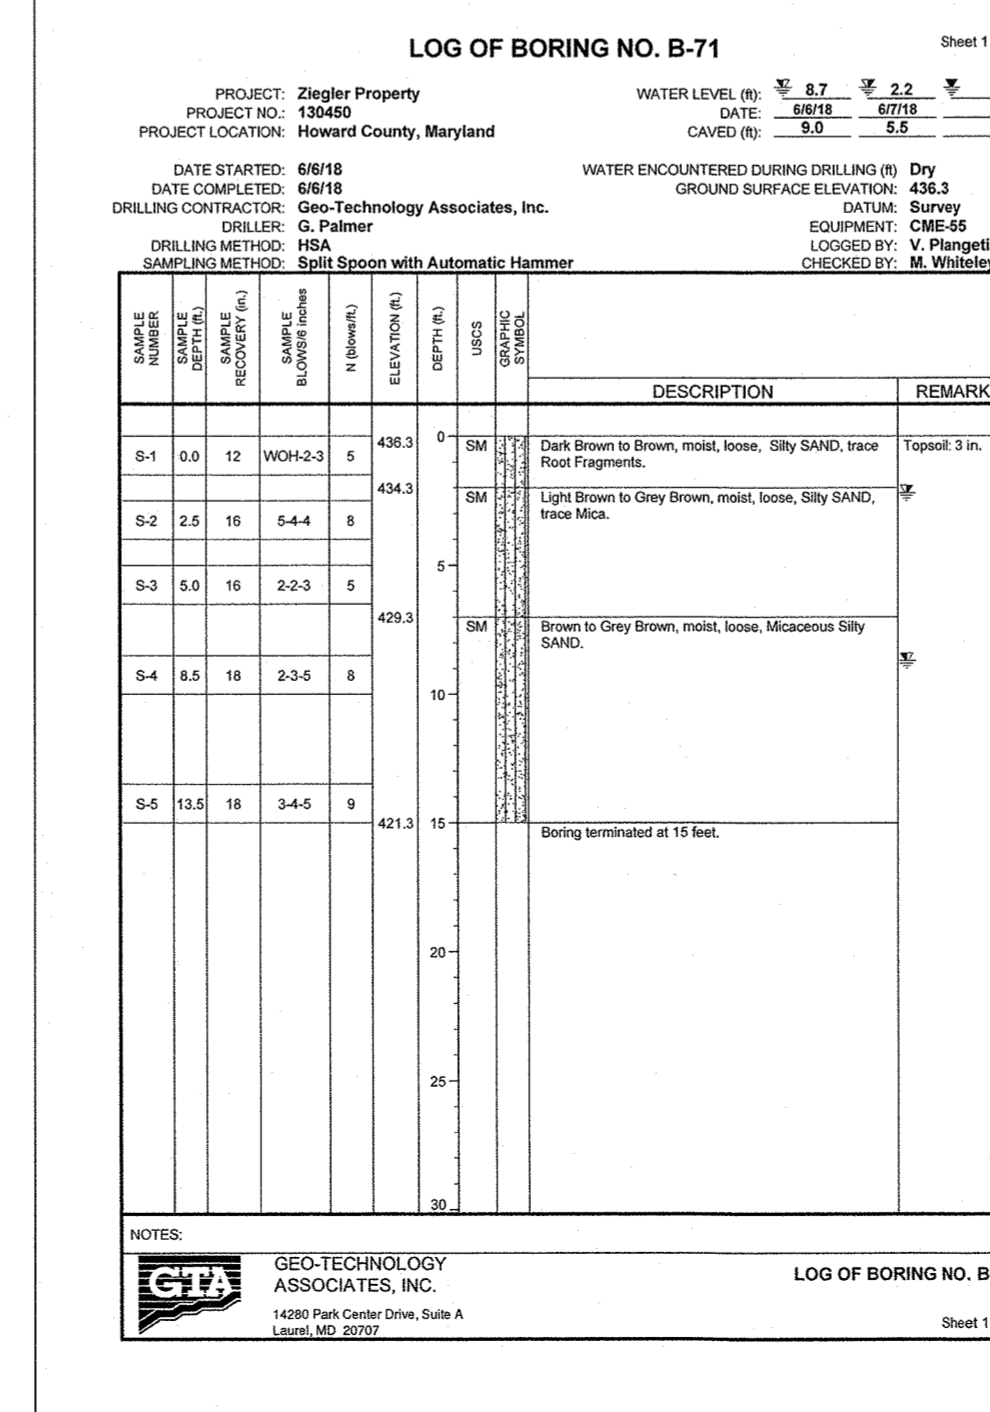 LOG OF BORING NO. B-71
Sheet 1
PROJECT: Ziegler Property
PROJECT NO.: 130450
PROJECT LOCATION: Howard County, Maryland
WATER LEVEL (ft): 8.7 2.2
DATE: 6/6/18 6/7/18
CAVED (ft): 9.0 5.5
DATE STARTED: 6/6/18
DATE COMPLETED: 6/6/18
DRILLING CONTRACTOR: Geo-Technology Associates, Inc.
DRILLER: G. Palmer
DRILLING METHOD: HSA
SAMPLING METHOD: Split Spoon with Automatic Hammer
WATER ENCOUNTERED DURING DRILLING (ft) Dry
GROUND SURFACE ELEVATION: 436.3
DATUM: Survey
EQUIPMENT: CME-55
LOGGED BY: V. Plangeti
CHECKED BY: M. Whiteley
SAMPLE NUMBER
SAMPLE DEPTH (ft.)
SAMPLE RECOVERY (in.)
SAMPLE BLOWS/6 inches
N (blows/ft.)
ELEVATION (ft.)
DEPTH (ft.)
USCS
GRAPHIC SYMBOL
DESCRIPTION
REMARK
436.3 0
S-1 0.0 12 WOH-2-3 5 SM Dark Brown to Brown, moist, loose, Silty SAND, trace Topsoil: 3 in.
Root Fragments.
434.3
SM Light Brown to Grey Brown, moist, loose, Silty SAND,
trace Mica.
S-2 2.5 16 5-4-4 8
5
S-3 5.0 16 2-2-3 5
429.3
SM Brown to Grey Brown, moist, loose, Micaceous Silty
SAND.
S-4 8.5 18 2-3-5 8
10
S-5 13.5 18 3-4-5 9
421.3 15
Boring terminated at 15 feet.
20
25
30
NOTES:
GTA
GEO-TECHNOLOGY
ASSOCIATES, INC.
14280 Park Center Drive, Suite A
Laurel, MD 20707
LOG OF BORING NO. B
Sheet 1